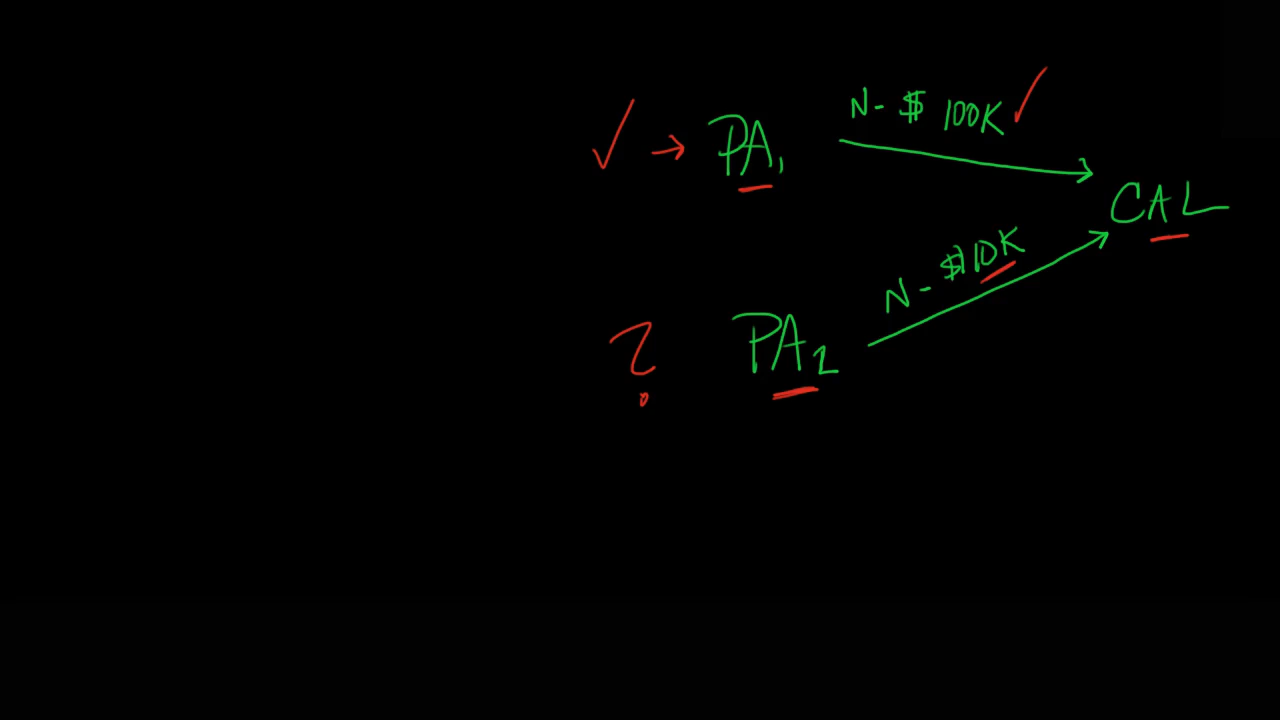 ✓ → PA₁ N-$ 100K ✓
CAL
? PA₂ N-$10K